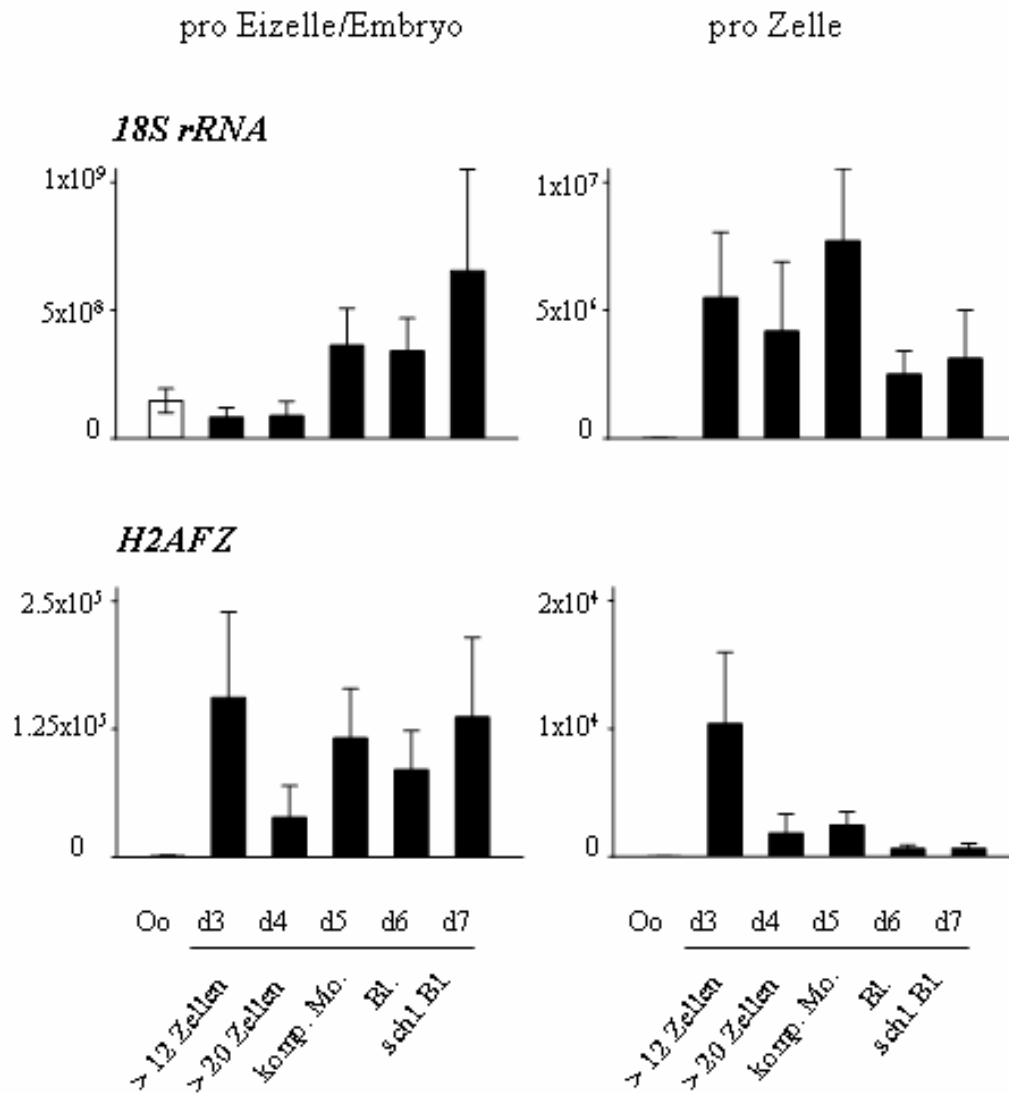 pro Eizelle/Embryo
pro Zelle
18S rRNA
1x10⁹
5x10⁸
0
1x10⁷
5x10⁶
0
H2AFZ
2.5x10⁵
1.25x10⁵
0
2x10⁴
1x10⁴
0
Oo d3 d4 d5 d6 d7
> 12 Zellen
> 20 Zellen
komp. Mo.
Bl.
schl.Bl
Oo d3 d4 d5 d6 d7
> 12 Zellen
> 20 Zellen
komp. Mo.
Bl.
schl.Bl